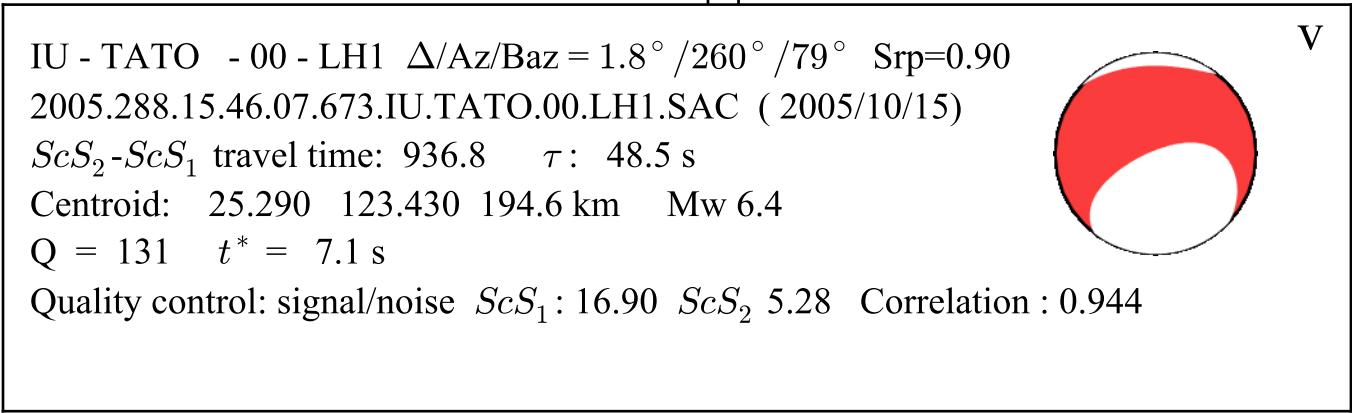 V
IU - TATO - 00 - LH1 Δ/Az/Baz = 1.8° /260° /79° Srp=0.90
2005.288.15.46.07.673.IU.TATO.00.LH1.SAC ( 2005/10/15)
ScS₂-ScS₁ travel time: 936.8 τ : 48.5 s
Centroid: 25.290 123.430 194.6 km Mw 6.4
Q = 131 t* = 7.1 s
Quality control: signal/noise ScS₁ : 16.90 ScS₂ 5.28 Correlation : 0.944